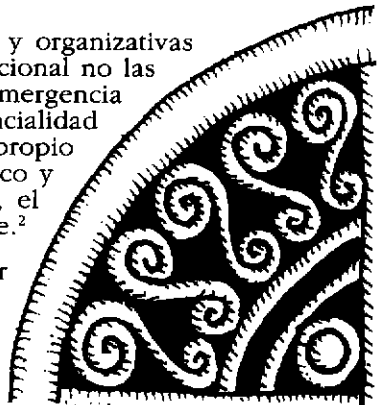 y organizativas
cional no las
mergencia
ncialidad
propio
co y
, el
e.²
r